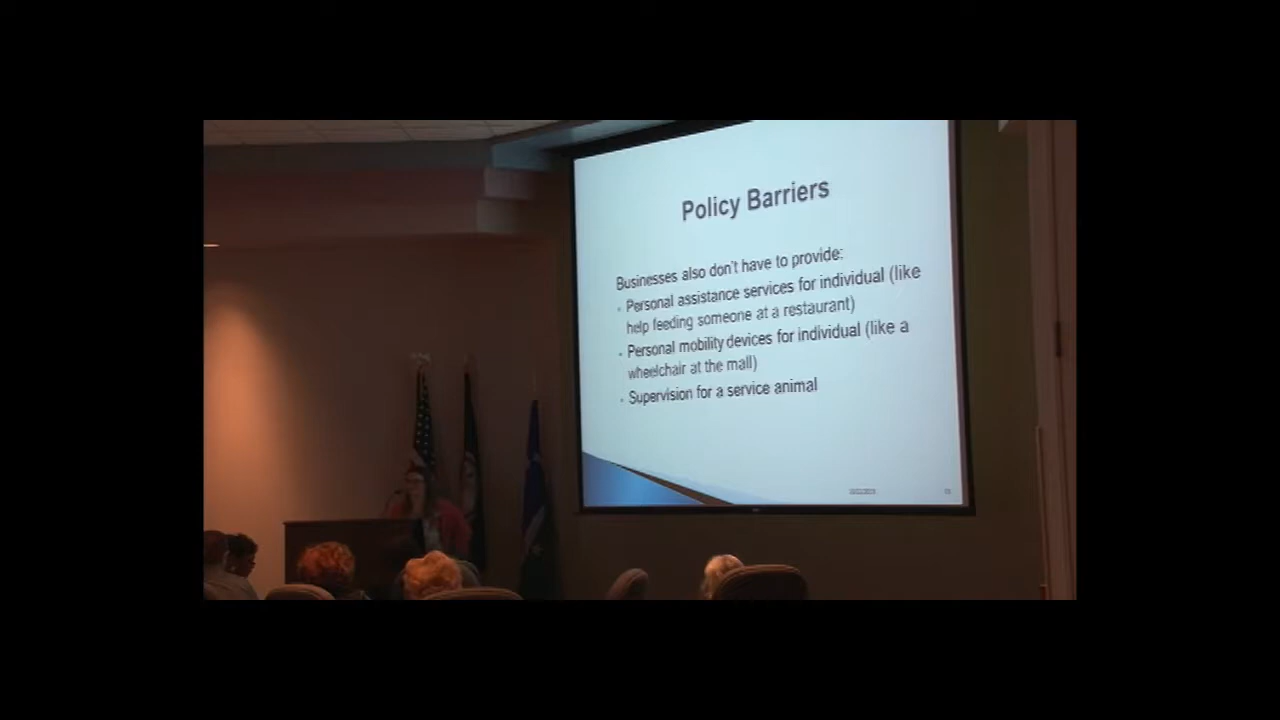 Policy Barriers
Businesses also don't have to provide:
• Personal assistance services for individual (like
help feeding someone at a restaurant)
• Personal mobility devices for individual (like a
wheelchair at the mall)
• Supervision for a service animal